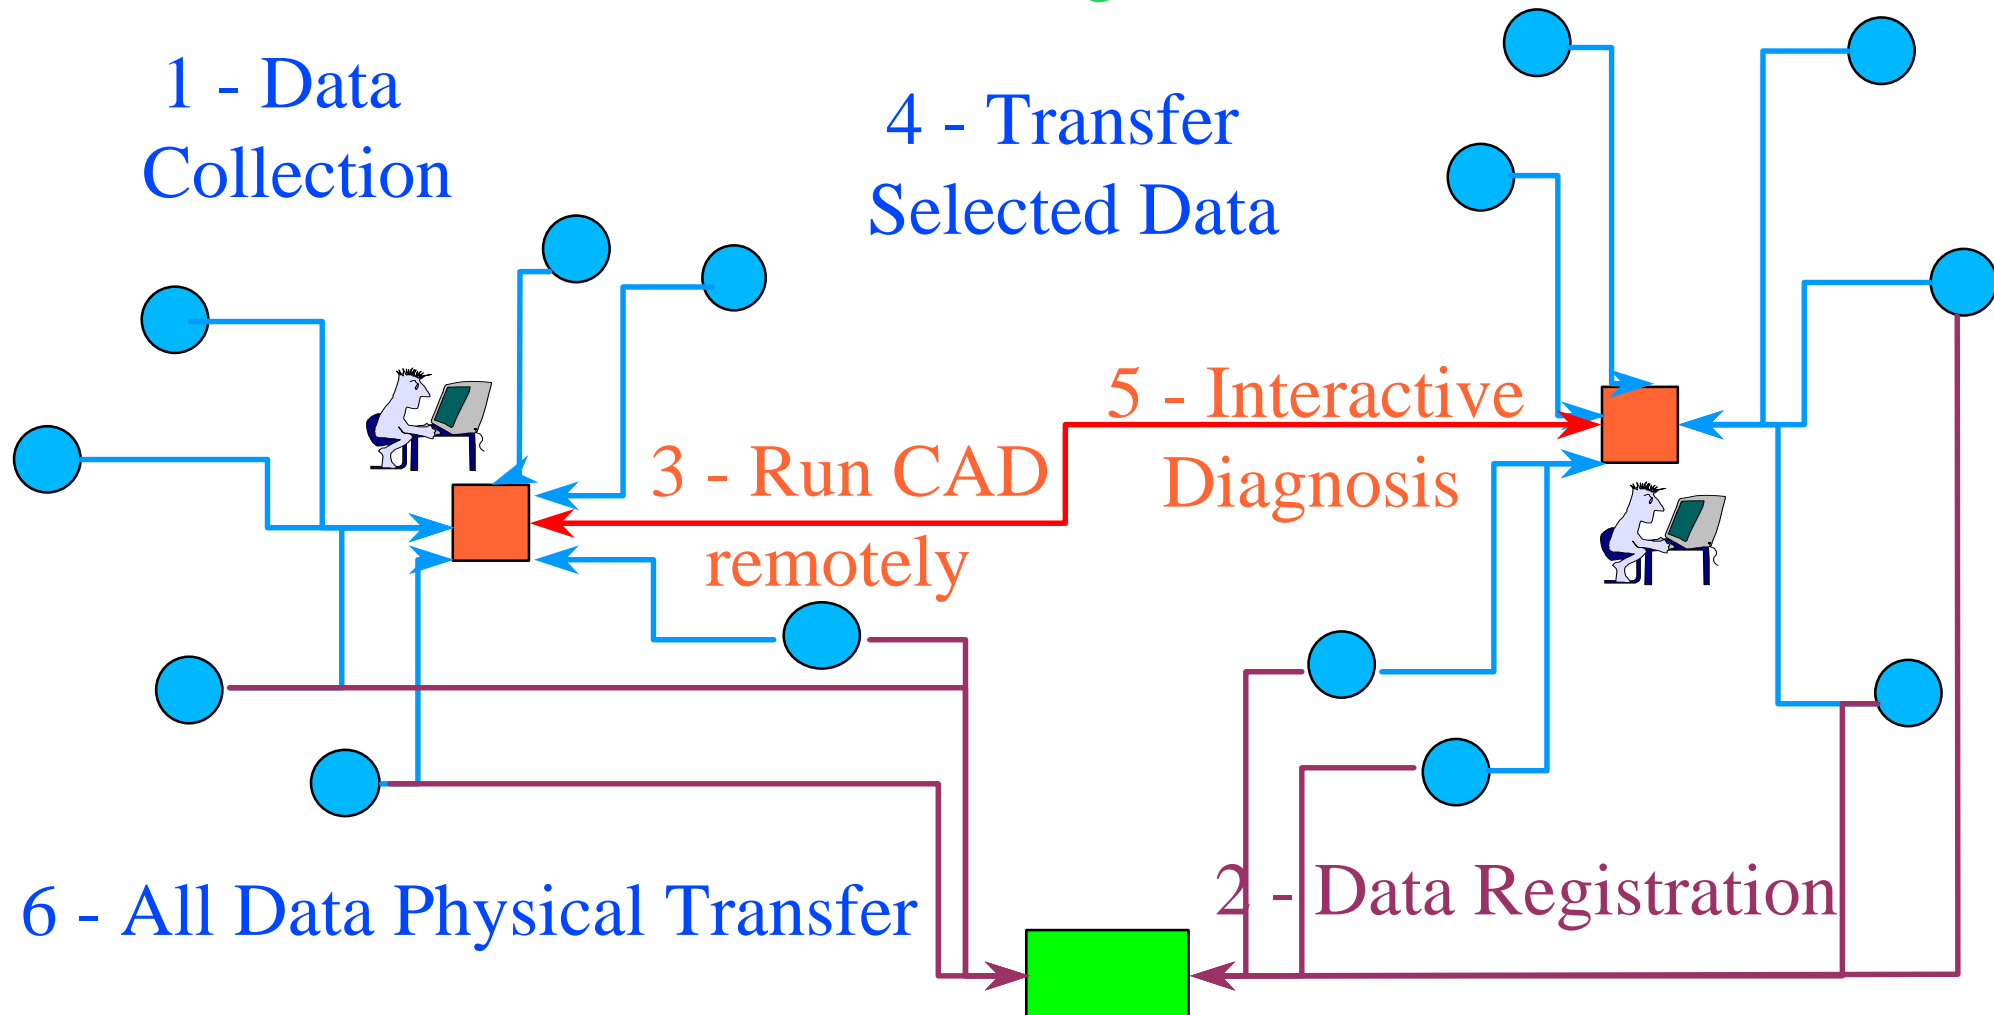 1 - Data
Collection
4 - Transfer
Selected Data
5 - Interactive
Diagnosis
3 - Run CAD
remotely
6 - All Data Physical Transfer
2 - Data Registration